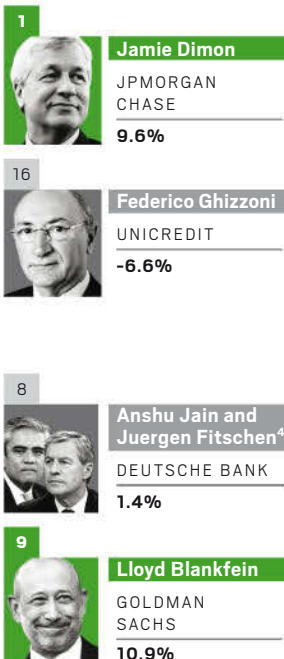 1
Jamie Dimon
JPMORGAN
CHASE
9.6%
16
Federico Ghizzoni
UNICREDIT
-6.6%
8
Anshu Jain and
Juergen Fitschen⁴
DEUTSCHE BANK
1.4%
9
Lloyd Blankfein
GOLDMAN
SACHS
10.9%